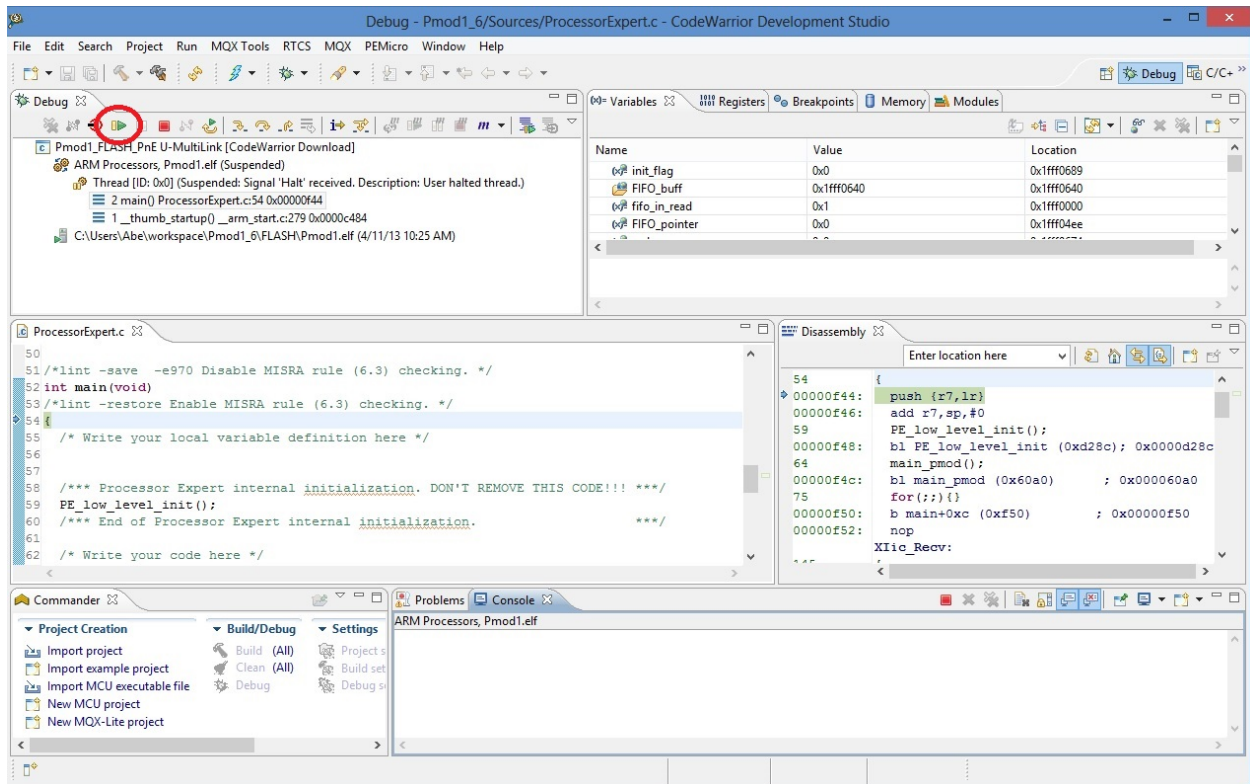 Debug - Pmod1_6/Sources/ProcessorExpert.c - CodeWarrior Development Studio
File Edit Search Project Run MQX Tools RTCS MQX PEMicro Window Help
Debug C/C+
Debug
Pmod1_FLASH_PnE U-MultiLink [CodeWarrior Download]
ARM Processors, Pmod1.elf (Suspended)
Thread [ID: 0x0] (Suspended: Signal 'Halt' received. Description: User halted thread.)
2 main() ProcessorExpert.c:54 0x00000f44
1 __thumb_startup() __arm_start.c:279 0x0000c484
C:\Users\Abe\workspace\Pmod1_6\FLASH\Pmod1.elf (4/11/13 10:25 AM)
Variables Registers Breakpoints Memory Modules
Name Value Location
init_flag 0x0 0x1fff0689
FIFO_buff 0x1fff0640 0x1fff0640
fifo_in_read 0x1 0x1fff0000
FIFO_pointer 0x0 0x1fff04ee
ProcessorExpert.c
50
51 /*lint -save -e970 Disable MISRA rule (6.3) checking. */
52 int main(void)
53 /*lint -restore Enable MISRA rule (6.3) checking. */
54 {
55 /* Write your local variable definition here */
56
57
58 /*** Processor Expert internal initialization. DON'T REMOVE THIS CODE!!! ***/
59 PE_low_level_init();
60 /*** End of Processor Expert internal initialization. ***/
61
62 /* Write your code here */
Disassembly
Enter location here
54 {
00000f44: push {r7,lr}
00000f46: add r7,sp,#0
59 PE_low_level_init();
00000f48: bl PE_low_level_init (0xd28c); 0x0000d28c
64 main_pmod();
00000f4c: bl main_pmod (0x60a0) ; 0x000060a0
75 for(;;){}
00000f50: b main+0xc (0xf50) ; 0x00000f50
00000f52: nop
XIic_Recv:
Commander
Project Creation
Import project
Import example project
Import MCU executable file
New MCU project
New MQX-Lite project
Build/Debug
Build (All)
Clean (All)
Debug
Settings
Project s
Build set
Debug s
Problems Console
ARM Processors, Pmod1.elf